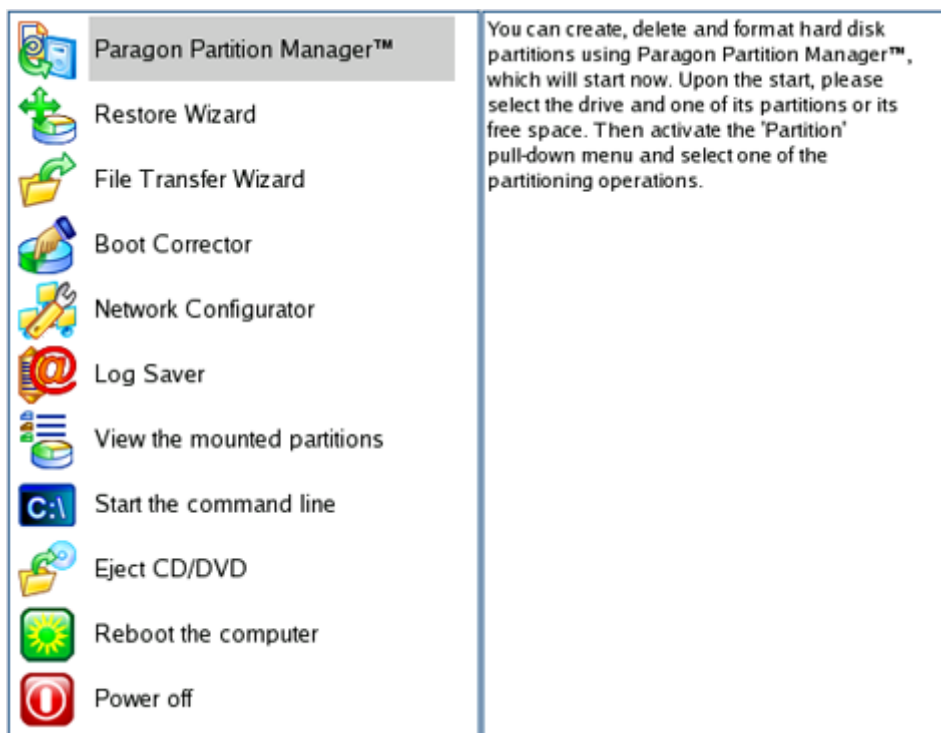 Paragon Partition Manager™
Restore Wizard
File Transfer Wizard
Boot Corrector
Network Configurator
Log Saver
View the mounted partitions
C:\
Start the command line
Eject CD/DVD
Reboot the computer
Power off
You can create, delete and format hard disk
partitions using Paragon Partition Manager™,
which will start now. Upon the start, please
select the drive and one of its partitions or its
free space. Then activate the 'Partition'
pull-down menu and select one of the
partitioning operations.